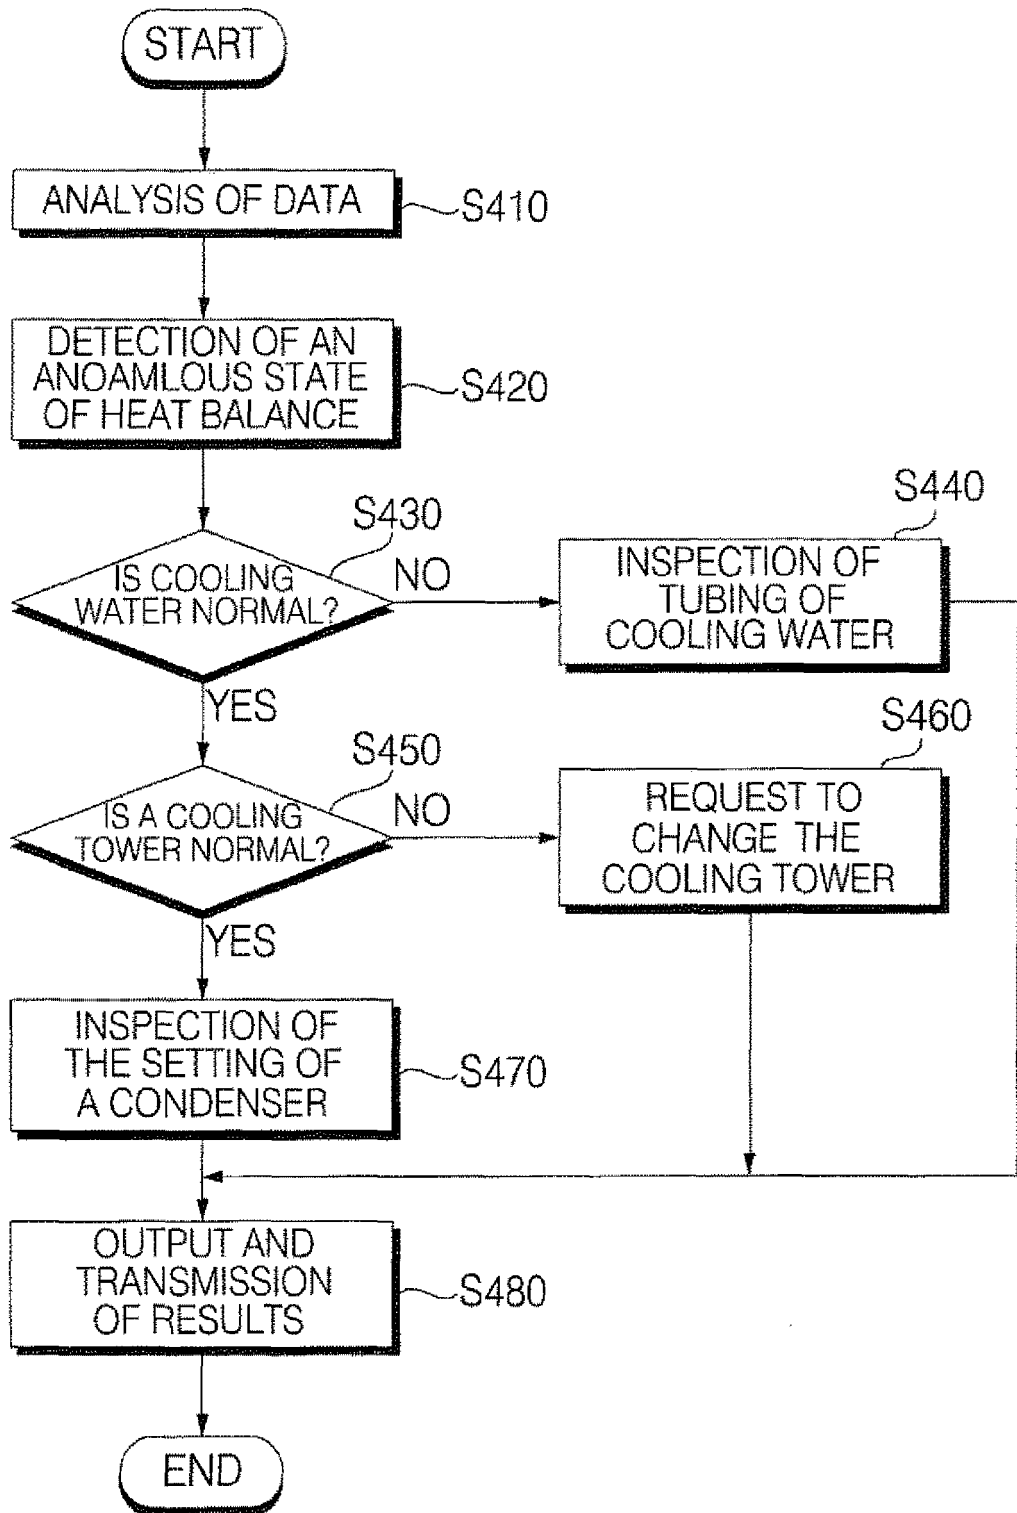 START
ANALYSIS OF DATA
S410
DETECTION OF AN
ANOAMLOUS STATE
OF HEAT BALANCE
S420
S430
IS COOLING
WATER NORMAL?
NO
S440
INSPECTION OF
TUBING OF
COOLING WATER
YES
S450
IS A COOLING
TOWER NORMAL?
NO
S460
REQUEST TO
CHANGE THE
COOLING TOWER
YES
INSPECTION OF
THE SETTING OF
A CONDENSER
S470
OUTPUT AND
TRANSMISSION
OF RESULTS
S480
END